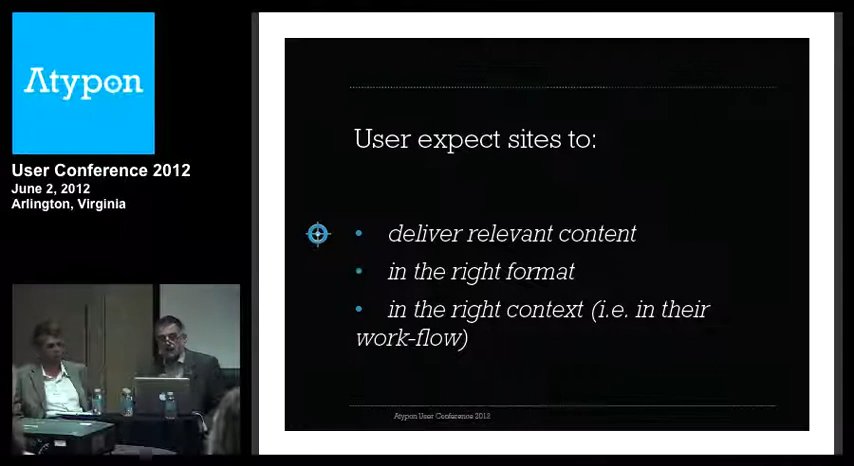 Atypon
User Conference 2012
June 2, 2012
Arlington, Virginia
User expect sites to:
• deliver relevant content
• in the right format
• in the right context (i.e. in their
work-flow)
Atypon User Conference 2012